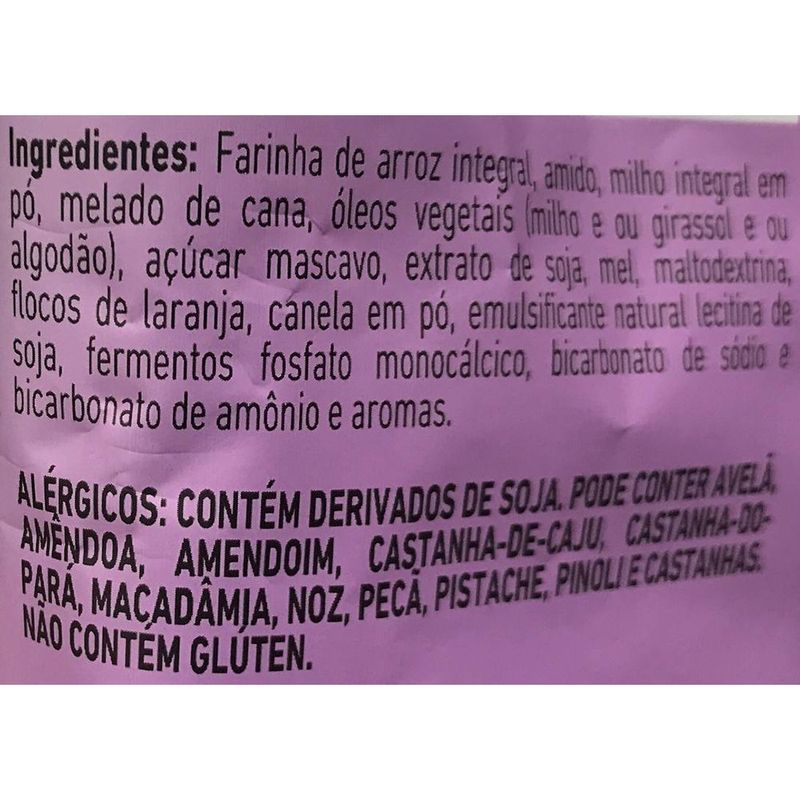 Ingredientes: Farinha de arroz integral, amido, milho integral em
pó, melado de cana, óleos vegetais (milho e ou girassol e ou
algodão), açúcar mascavo, extrato de soja, mel, maltodextrina,
flocos de laranja, canela em pó, emulsificante natural lecitina de
soja, fermentos fosfato monocálcico, bicarbonato de sódio e
bicarbonato de amônio e aromas.
ALÉRGICOS: CONTÉM DERIVADOS DE SOJA. PODE CONTER AVELÃ,
AMÊNDOA, AMENDOIM, CASTANHA-DE-CAJU, CASTANHA-DO-
PARÁ, MACADÂMIA, NOZ, PECÃ, PISTACHE, PINOLI E CASTANHAS.
NÃO CONTÉM GLÚTEN.